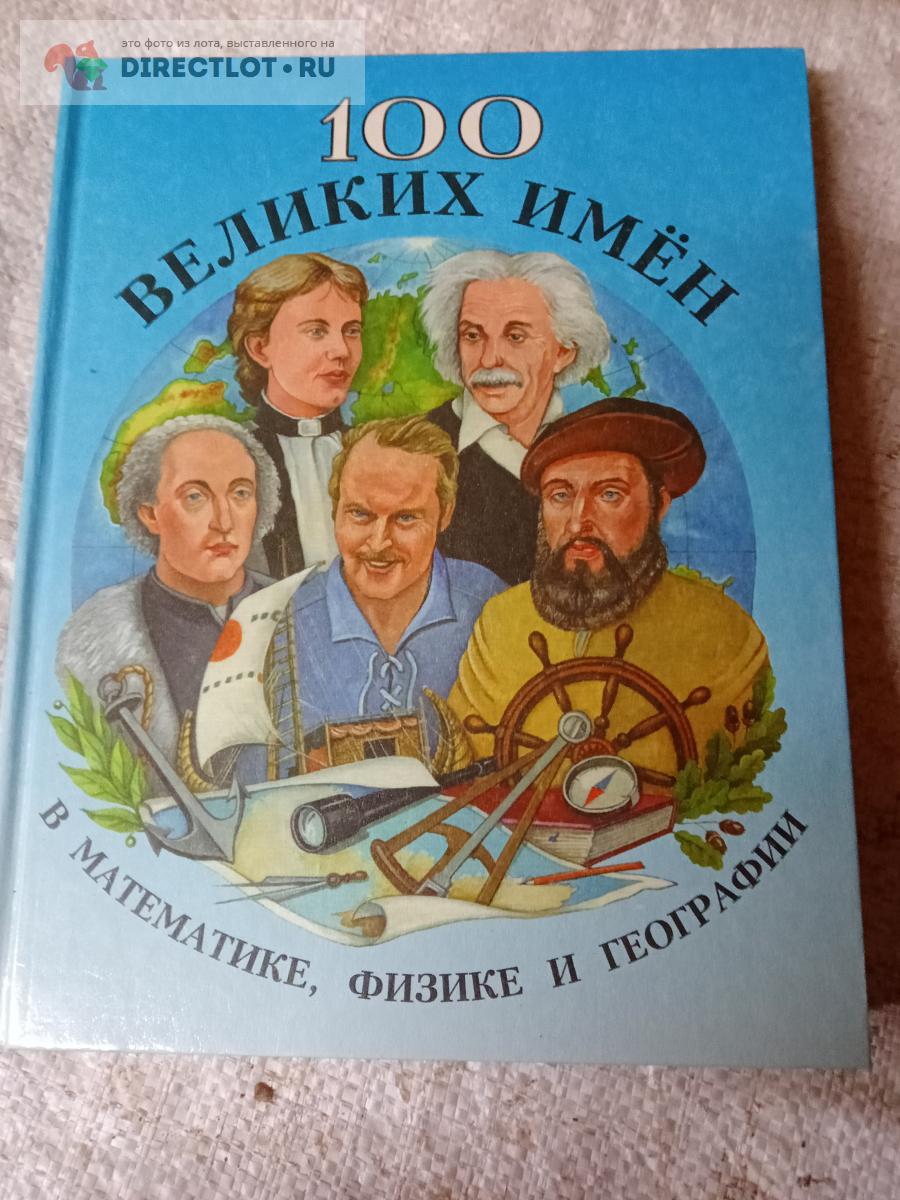 это фото из лота, выставленного на
DIRECTLOT•RU
100
ВЕЛИКИХ ИМЁН
В МАТЕМАТИКЕ, ФИЗИКЕ И ГЕОГРАФИИ